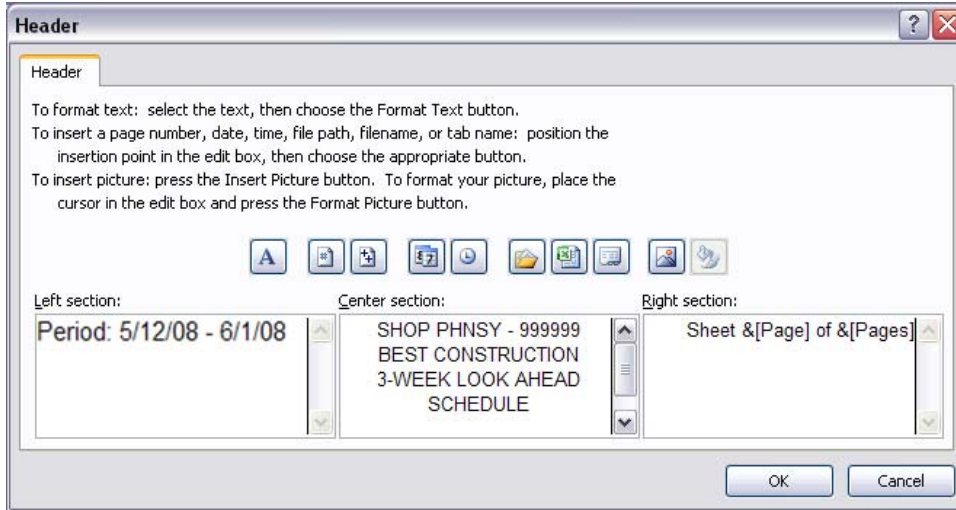 Header
Header
To format text: select the text, then choose the Format Text button.
To insert a page number, date, time, file path, filename, or tab name: position the
insertion point in the edit box, then choose the appropriate button.
To insert picture: press the Insert Picture button. To format your picture, place the
cursor in the edit box and press the Format Picture button.
A
Left section:
Center section:
Right section:
Period: 5/12/08 - 6/1/08
SHOP PHNSY - 999999
BEST CONSTRUCTION
3-WEEK LOOK AHEAD
SCHEDULE
Sheet &[Page] of &[Pages]
OK
Cancel